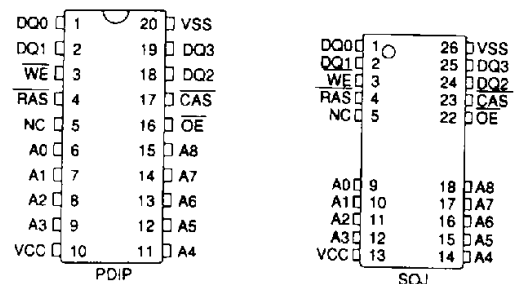 DQ0 1 20 VSS
DQ1 2 19 DQ3
WE 3 18 DQ2
RAS 4 17 CAS
NC 5 16 OE
A0 6 15 A8
A1 7 14 A7
A2 8 13 A6
A3 9 12 A5
VCC 10 11 A4
PDIP
DQ0 1 26 VSS
DQ1 2 25 DQ3
WE 3 24 DQ2
RAS 4 23 CAS
NC 5 22 OE
A0 9 18 A8
A1 10 17 A7
A2 11 16 A6
A3 12 15 A5
VCC 13 14 A4
SOJ